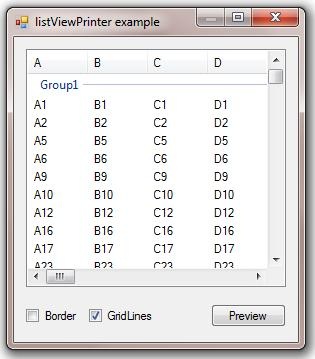 listViewPrinter example
A B C D
Group1
A1 B1 C1 D1
A2 B2 C2 D2
A5 B5 C5 D5
A6 B6 C6 D6
A9 B9 C9 D9
A10 B10 C10 D10
A12 B12 C12 D12
A16 B16 C16 D16
A17 B17 C17 D17
A23 B23 C23 D23
Border GridLines Preview